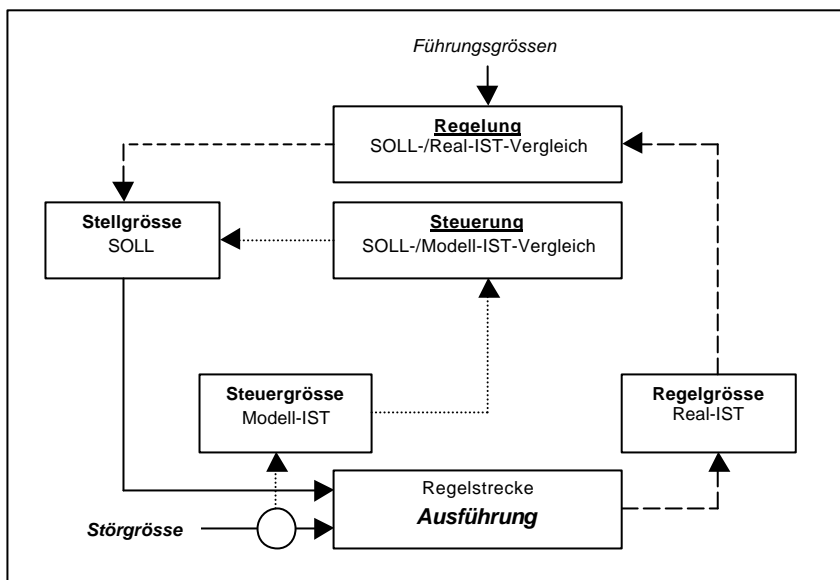 Führungsgrössen
Regelung
SOLL-/Real-IST-Vergleich
Stellgrösse
SOLL
Steuerung
SOLL-/Modell-IST-Vergleich
Steuergrösse
Modell-IST
Regelgrösse
Real-IST
Regelstrecke
Ausführung
Störgrösse